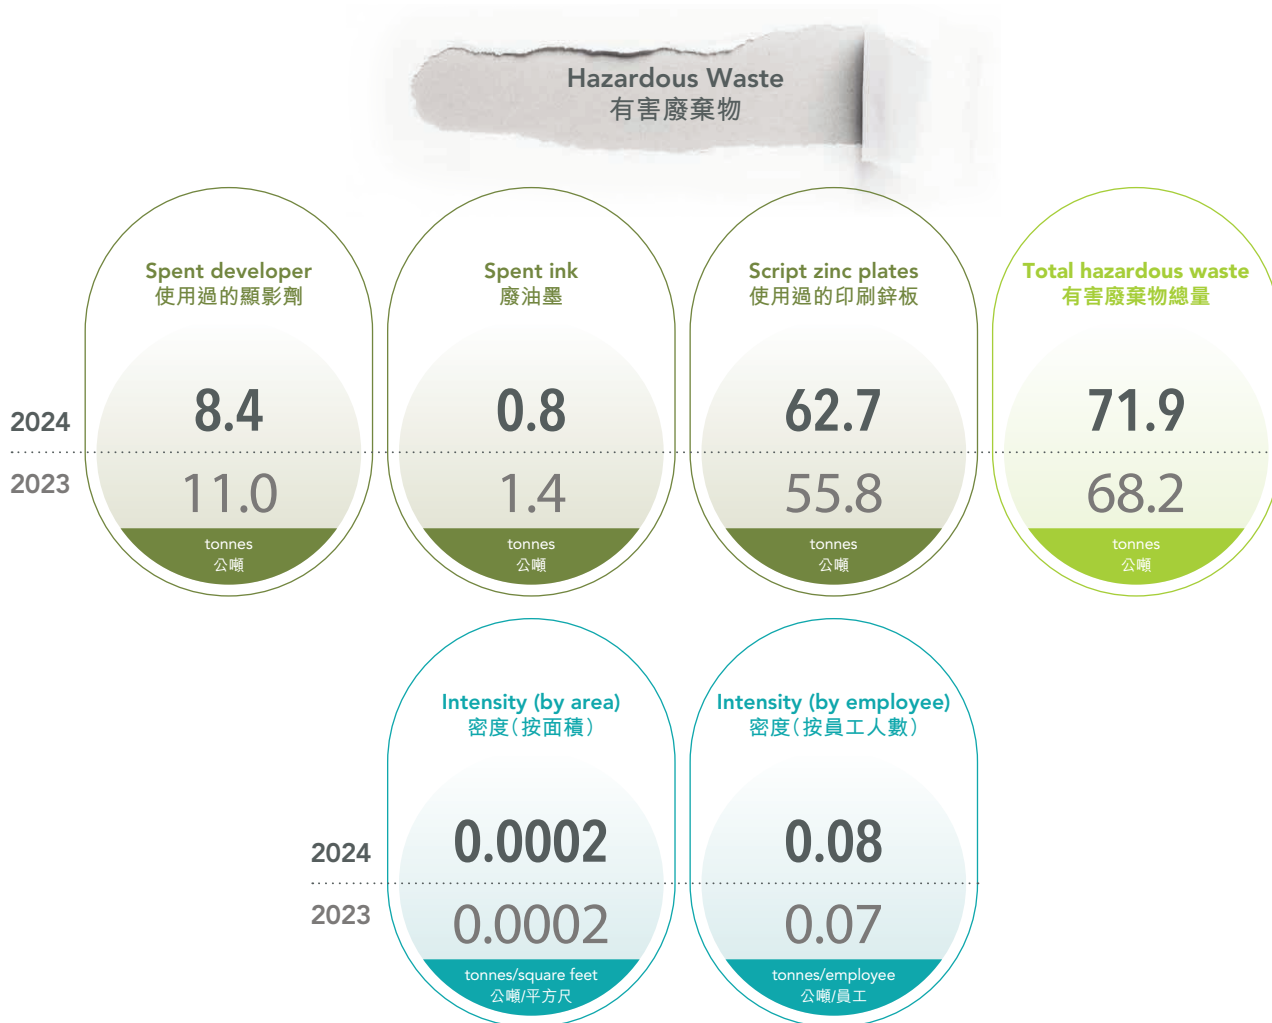 Hazardous Waste
有害廢棄物
Spent developer
使用過的顯影劑
Spent ink
廢油墨
Script zinc plates
使用過的印刷鋅板
Total hazardous waste
有害廢棄物總量
2024
8.4
0.8
62.7
71.9
2023
11.0
1.4
55.8
68.2
tonnes
公噸
tonnes
公噸
tonnes
公噸
tonnes
公噸
Intensity (by area)
密度(按面積)
Intensity (by employee)
密度(按員工人數)
2024
0.0002
0.08
2023
0.0002
0.07
tonnes/square feet
公噸/平方尺
tonnes/employee
公噸/員工